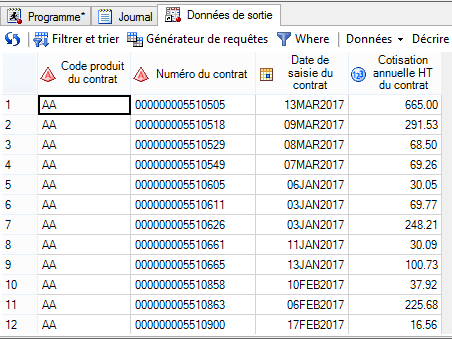 Programme* Journal Données de sortie
Filtrer et trier Générateur de requêtes Where Données Décrire
Code produit du contrat Numéro du contrat Date de saisie du contrat Cotisation annuelle HT du contrat
1 AA 000000005510505 13MAR2017 665.00
2 AA 000000005510518 09MAR2017 291.53
3 AA 000000005510529 08MAR2017 68.50
4 AA 000000005510549 07MAR2017 69.26
5 AA 000000005510605 06JAN2017 30.05
6 AA 000000005510611 03JAN2017 69.77
7 AA 000000005510626 03JAN2017 248.21
8 AA 000000005510661 11JAN2017 30.09
9 AA 000000005510665 13JAN2017 100.73
10 AA 000000005510858 10FEB2017 37.92
11 AA 000000005510863 06FEB2017 225.68
12 AA 000000005510900 17FEB2017 16.56